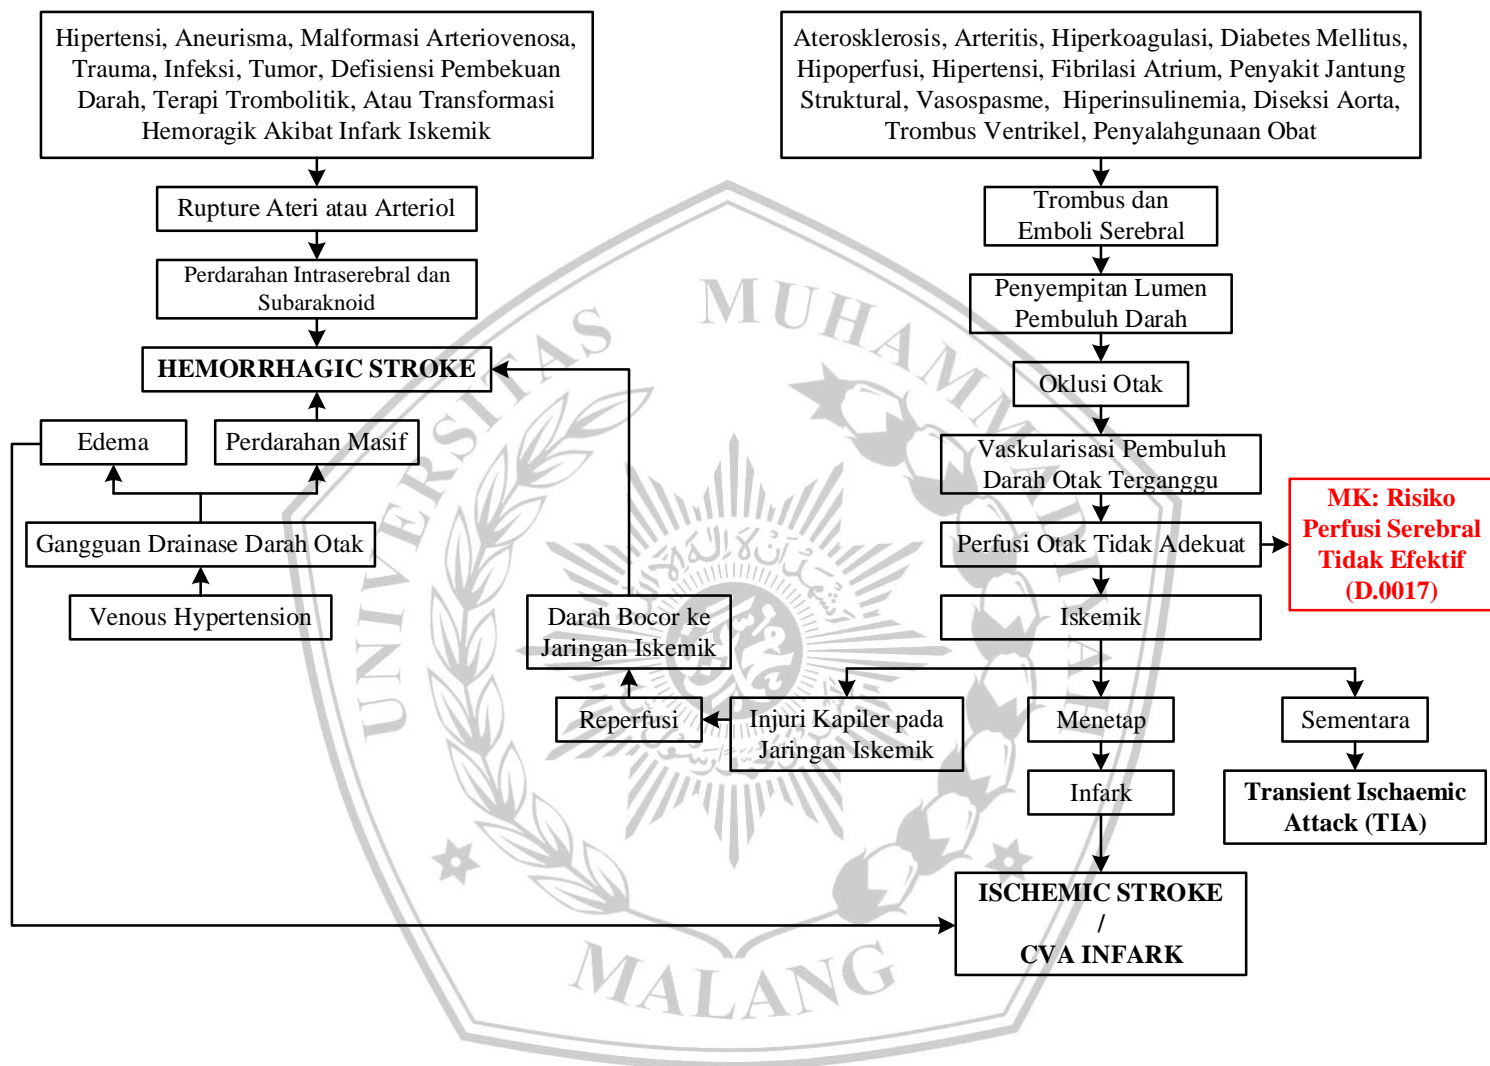 Hipertensi, Aneurisma, Malformasi Arteriovenosa,
Trauma, Infeksi, Tumor, Defisiensi Pembekuan
Darah, Terapi Trombolitik, Atau Transformasi
Hemoragik Akibat Infark Iskemik
Rupture Ateri atau Arteriol
Perdarahan Intraserebral dan
Subaraknoid
HEMORRHAGIC STROKE
Edema
Perdarahan Masif
Gangguan Drainase Darah Otak
Venous Hypertension
Aterosklerosis, Arteritis, Hiperkoagulasi, Diabetes Mellitus,
Hipoperfusi, Hipertensi, Fibrilasi Atrium, Penyakit Jantung
Struktural, Vasospasme, Hiperinsulinemia, Diseksi Aorta,
Trombus Ventrikel, Penyalahgunaan Obat
Trombus dan
Emboli Serebral
Penyempitan Lumen
Pembuluh Darah
Oklusi Otak
Vaskularisasi Pembuluh
Darah Otak Terganggu
Perfusi Otak Tidak Adekuat
MK: Risiko
Perfusi Serebral
Tidak Efektif
(D.0017)
Iskemik
Darah Bocor ke
Jaringan Iskemik
Reperfusi
Injuri Kapiler pada
Jaringan Iskemik
Menetap
Sementara
Infark
Transient Ischaemic
Attack (TIA)
ISCHEMIC STROKE
/
CVA INFARK
UNIVERSITAS MUHAMMADIYAH
MALANG